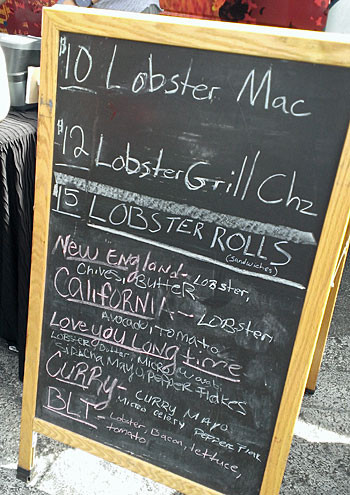 $10 Lobster Mac
$12 Lobster Grill Chz
$15 LOBSTER ROLLS
(sandwiches)
NEW ENGLAND - LOBSTER,
CHIVES, BUTTER
CALIFORNIA - LOBSTER,
AVOCADO, TOMATO
LOVE YOU LONG TIME
LOBSTER, BUTTER, MICRO WASABI,
SIRACHA MAYO, PEPPER FLAKES
CURRY - CURRY MAYO
MICRO CELERY PEPPER
BLT - Lobster, Bacon, lettuce,
tomato